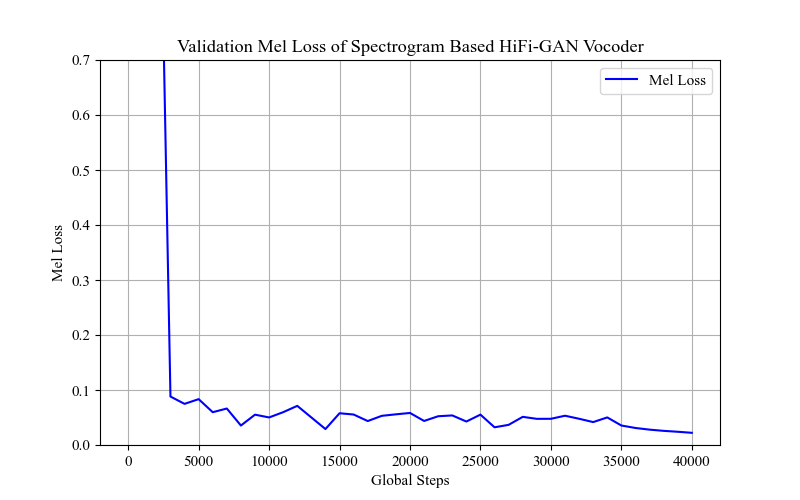 Validation Mel Loss of Spectrogram Based HiFi-GAN Vocoder
0.7
0.6
0.5
0.4
0.3
0.2
0.1
0.0
Mel Loss
Mel Loss
0 5000 10000 15000 20000 25000 30000 35000 40000
Global Steps